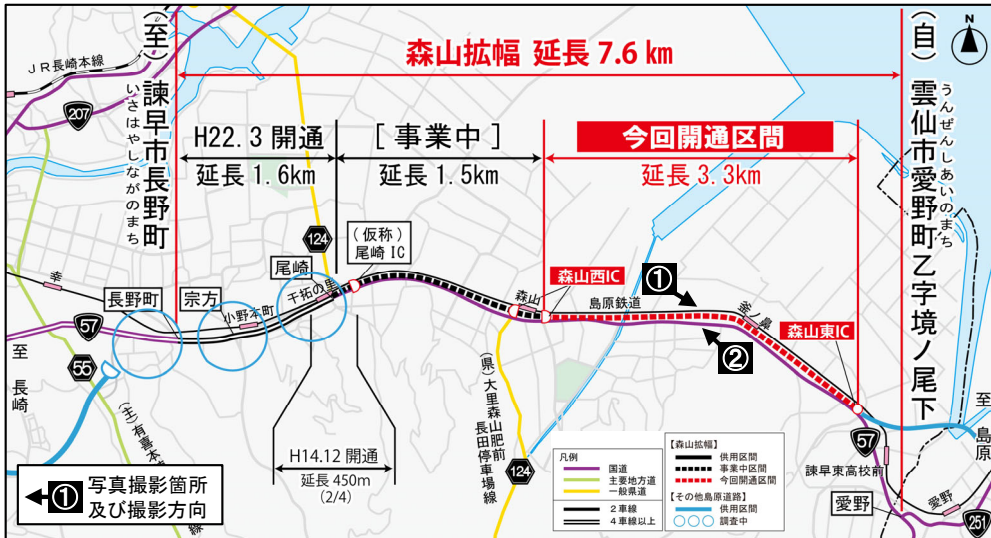 森山拡幅 延長 7.6 km
(至)諫早市長野町
いさはやしながのまち
(自)雲仙市愛野町乙字境ノ尾下
うんぜんしあいのまち
N
JR長崎本線
207
H22.3 開通
延長 1.6km
[事業中]
延長 1.5km
今回開通区間
延長 3.3km
124
(仮称)
尾崎 IC
尾崎
干拓の里
長野町
宗方
小野本町
幸
57
至 長崎
55
(主)有喜本
森山
森山西IC
島原鉄道
①
②
釜ノ鼻
森山東IC
(県)大里森山肥前
長田停車場線
124
H14.12 開通
延長 450m
(2/4)
57
至 島原
諫早東高校前
愛野
愛野
251
凡例
国道
主要地方道
一般県道
2車線
4車線以上
【森山拡幅】
供用区間
事業中区間
今回開通区間
【その他島原道路】
供用区間
調査中
① 写真撮影箇所
及び撮影方向